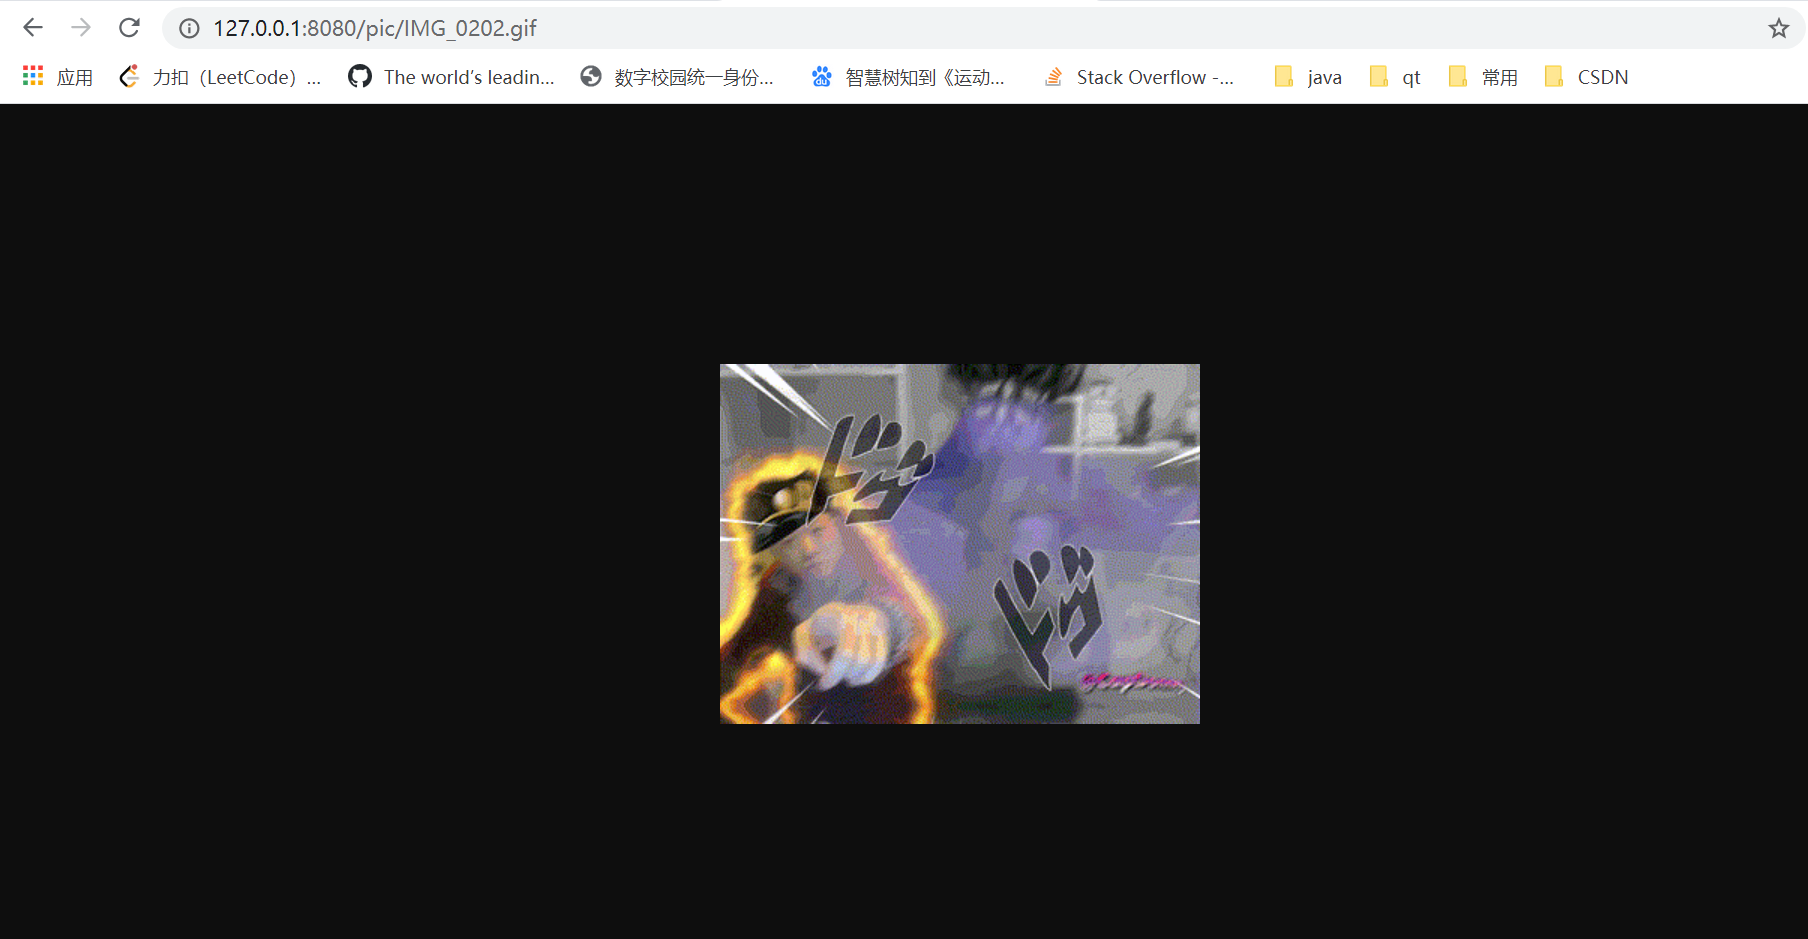 127.0.0.1:8080/pic/IMG_0202.gif
应用 力扣（LeetCode）... The world's leadin... 数字校园统一身份... 智慧树知到《运动... Stack Overflow -... java qt 常用 CSDN
ドゴ
ドゴ